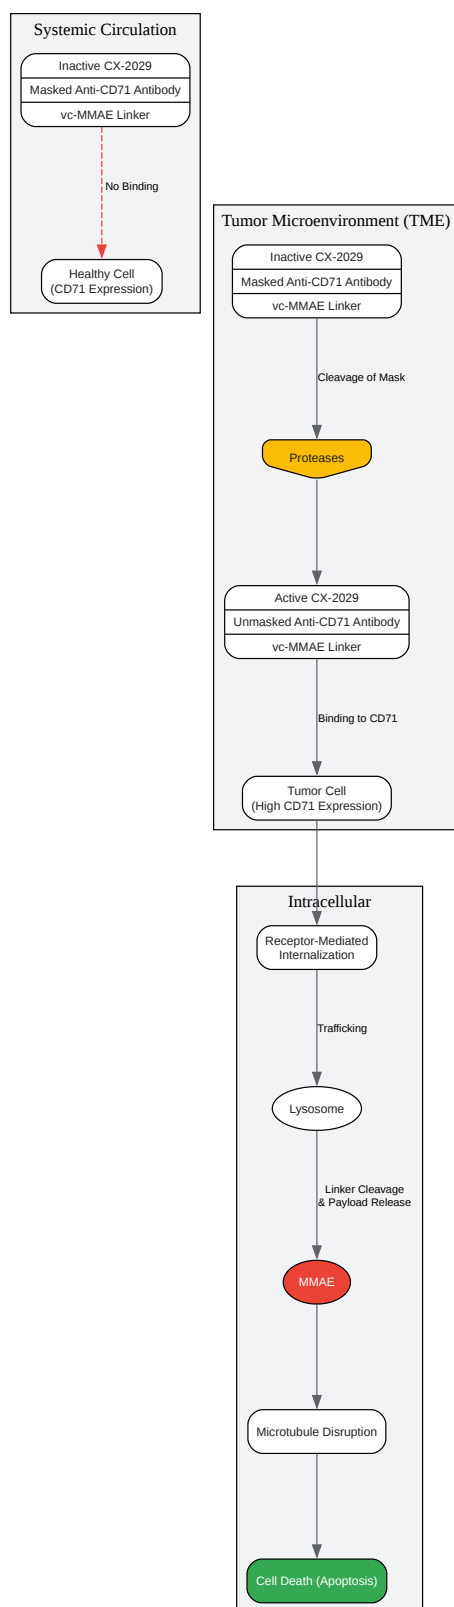 Systemic Circulation
Inactive CX-2029
Masked Anti-CD71 Antibody
vc-MMAE Linker
No Binding
Healthy Cell
(CD71 Expression)
Tumor Microenvironment (TME)
Inactive CX-2029
Masked Anti-CD71 Antibody
vc-MMAE Linker
Cleavage of Mask
Proteases
Active CX-2029
Unmasked Anti-CD71 Antibody
vc-MMAE Linker
Binding to CD71
Tumor Cell
(High CD71 Expression)
Intracellular
Receptor-Mediated
Internalization
Trafficking
Lysosome
Linker Cleavage
& Payload Release
MMAE
Microtubule Disruption
Cell Death (Apoptosis)